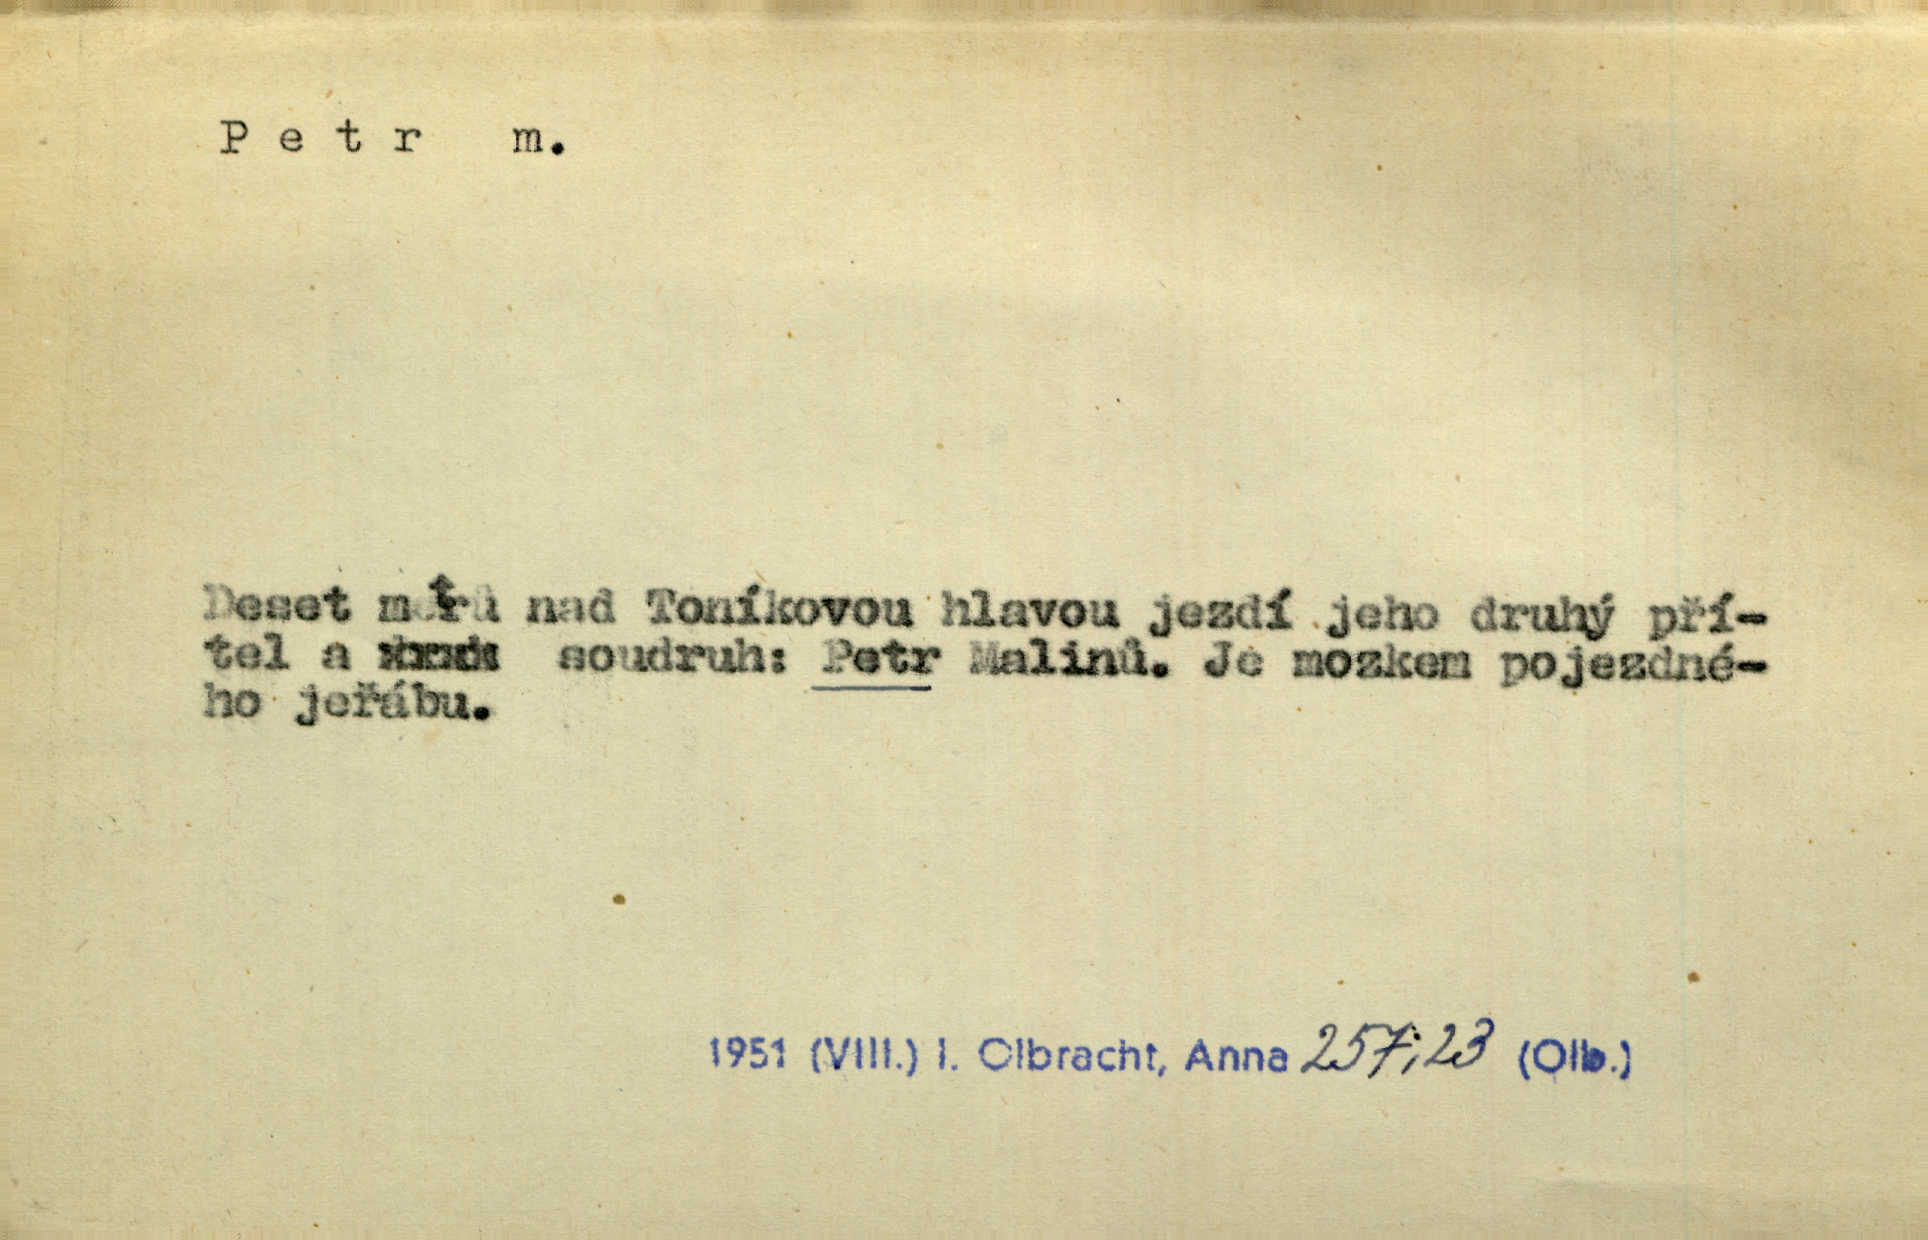 Petr m.
Deset metrů nad Toníkovou hlavou jezdí jeho druhý pří-
tel a soudruh: Petr Malinů. Je mozkem pojezdné-
ho jeřábu.
1951 (VIII.) I. Olbracht, Anna 257,23 (Olb.)